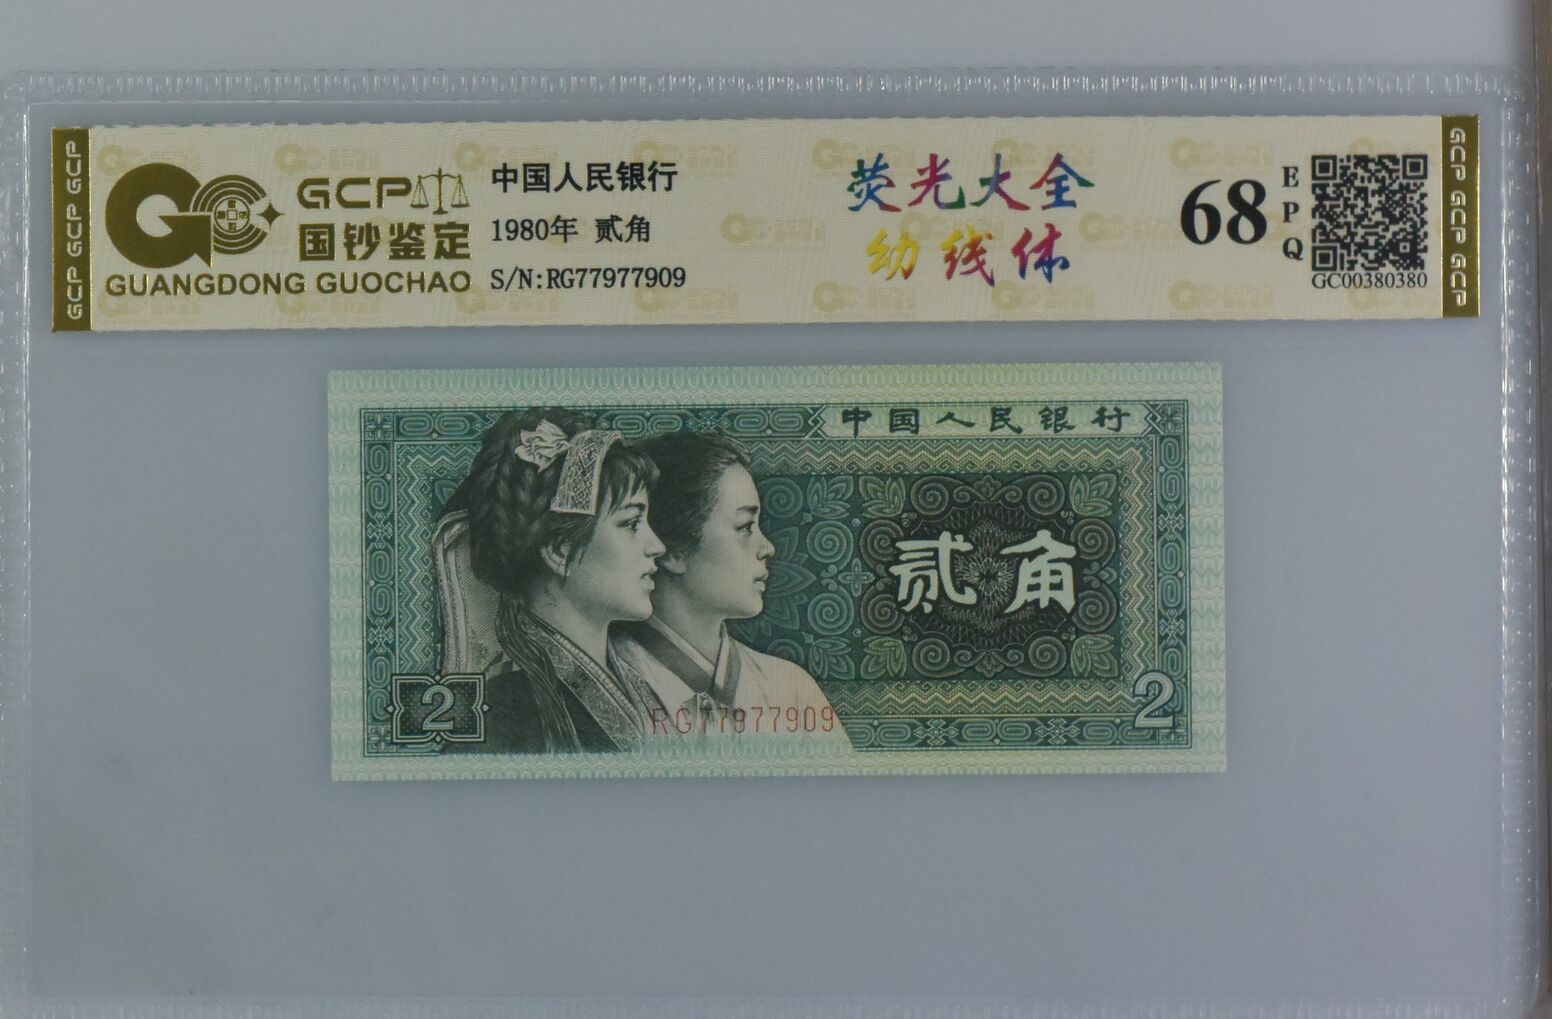 GCP GCP GCP
GCP
国钞鉴定
GUANGDONG GUOCHAO
中国人民银行
1980年 贰角
S/N:RG77977909
荧光大全
幼线体
68
EPQ
GC00380380
GCP GCP GCP
中国人民银行
贰角
2
RG77977909
2